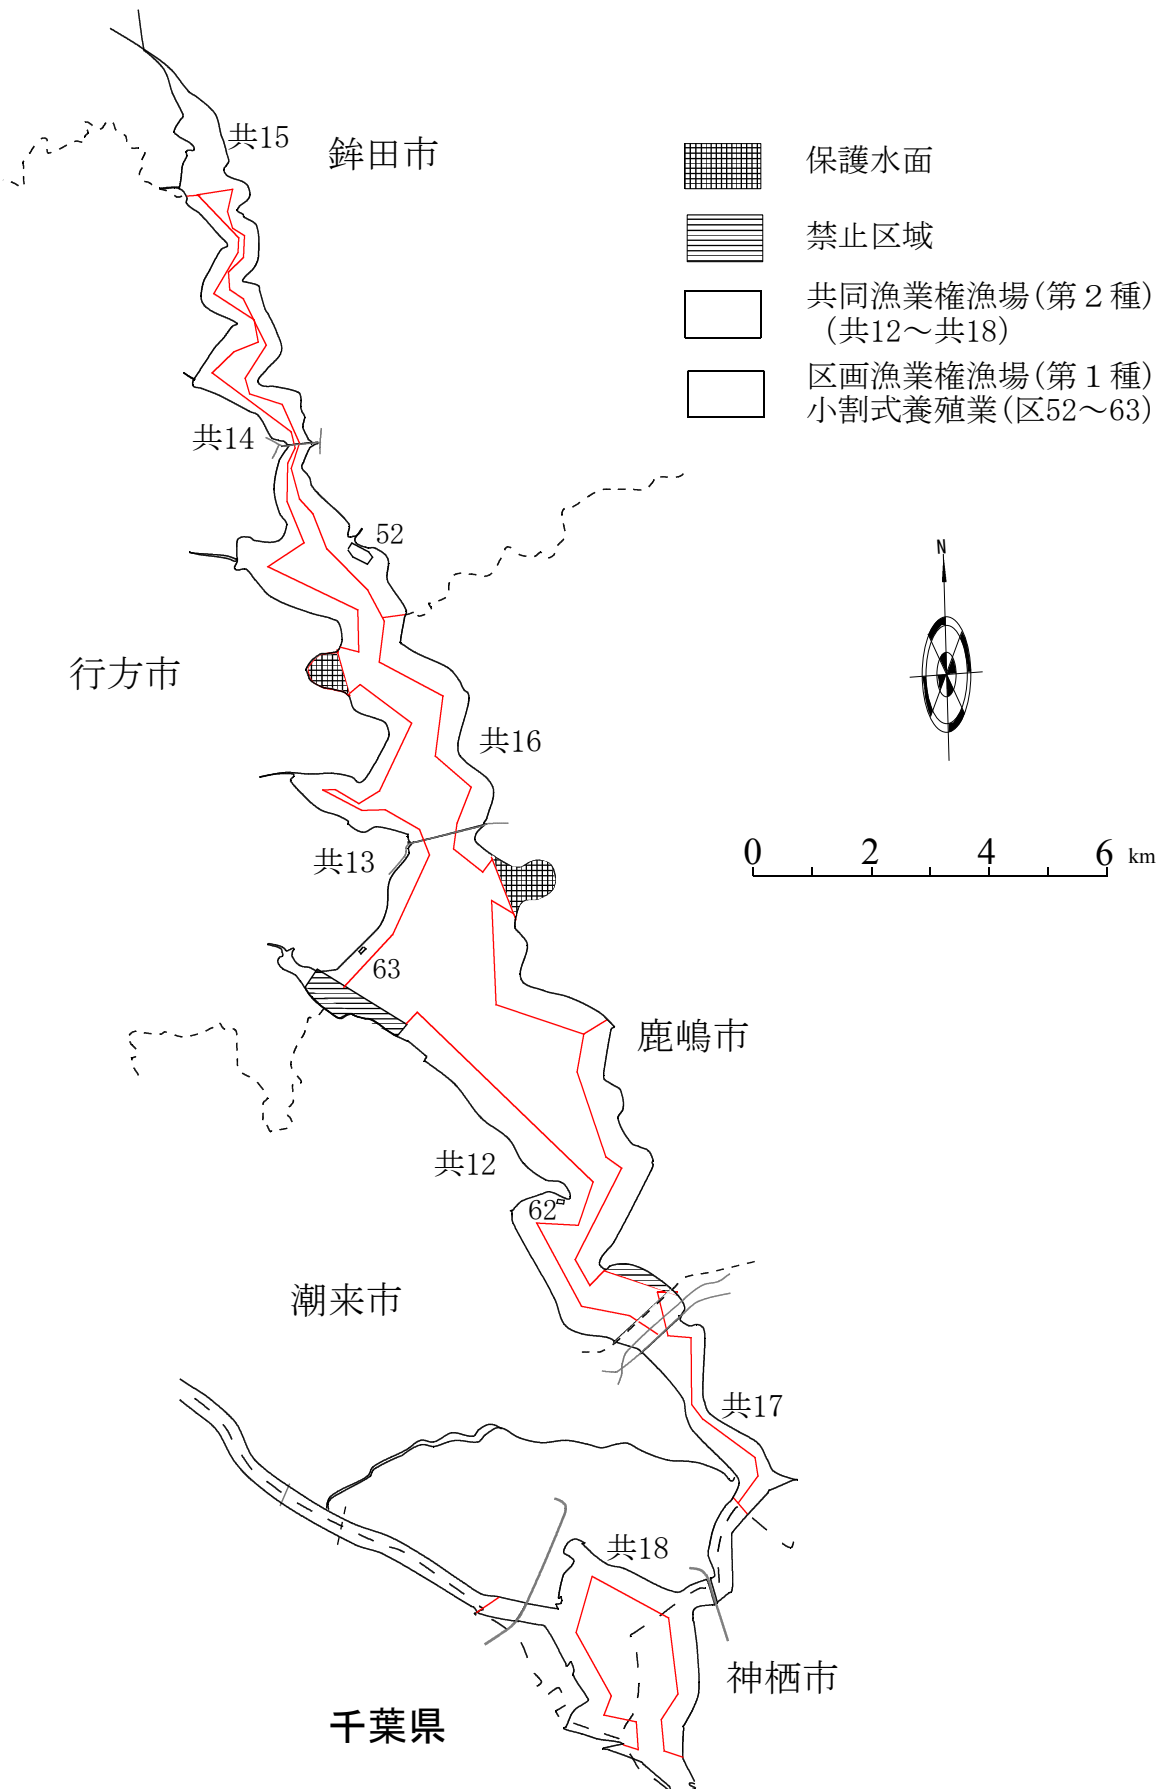 共15
鉾田市
保護水面
禁止区域
共同漁業権漁場(第２種)
(共12～共18)
区画漁業権漁場(第１種)
小割式養殖業(区52～63)
共14
52
N
行方市
共16
0 2 4 6 km
共13
63
鹿嶋市
共12
62
潮来市
共17
共18
神栖市
千葉県